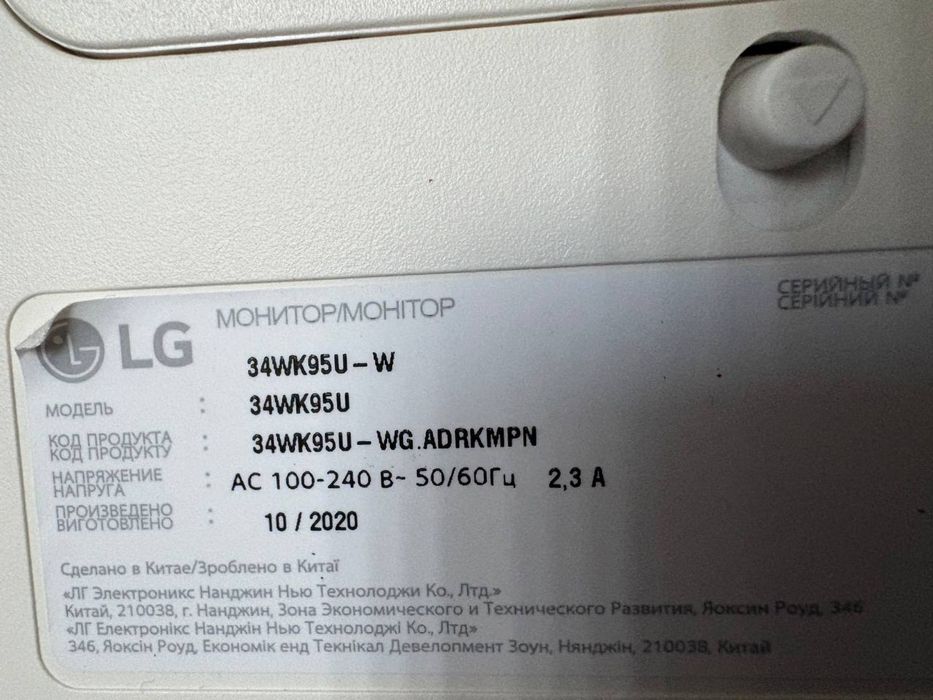 LG
МОНИТОР/МОНІТОР
СЕРИЙНЫЙ №
СЕРІЙНИЙ №
34WK95U-W
МОДЕЛЬ : 34WK95U
КОД ПРОДУКТА
КОД ПРОДУКТУ : 34WK95U-WG.ADRKMPN
НАПРЯЖЕНИЕ
НАПРУГА : AC 100-240 В~ 50/60Гц 2,3 A
ПРОИЗВЕДЕНО
ВИГОТОВЛЕНО : 10 / 2020
Сделано в Китае/Зроблено в Китаї
«ЛГ Электроникс Нанджин Нью Технолоджи Ко., Лтд.»
Китай, 210038, г. Нанджин, Зона Экономического и Технического Развития, Яоксин Роуд, 346
«ЛГ Електронікс Нанджін Нью Технолоджі Ко., Лтд»
346, Яоксін Роуд, Економік енд Текнікал Девелопмент Зоун, Нянджін, 210038, Китай